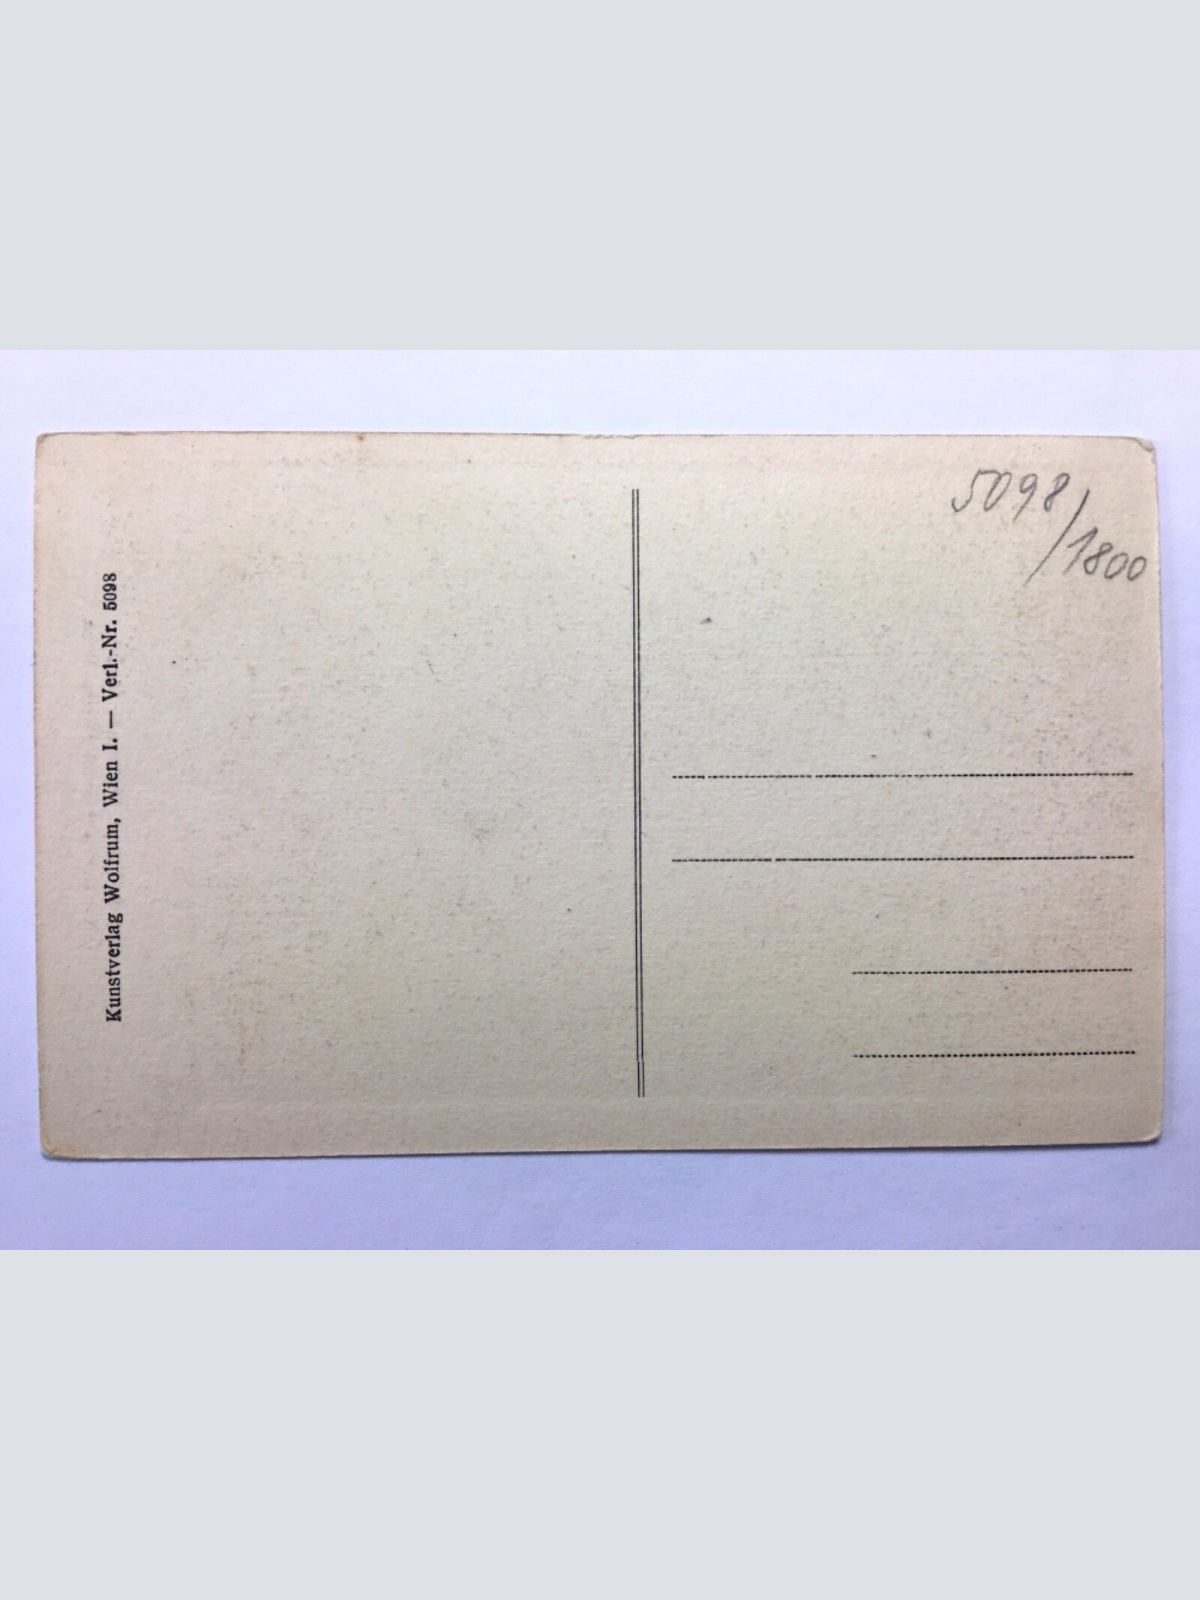 Kunstverlag Wolfrum, Wien I. — Verl.-Nr. 5098
5098
/1800